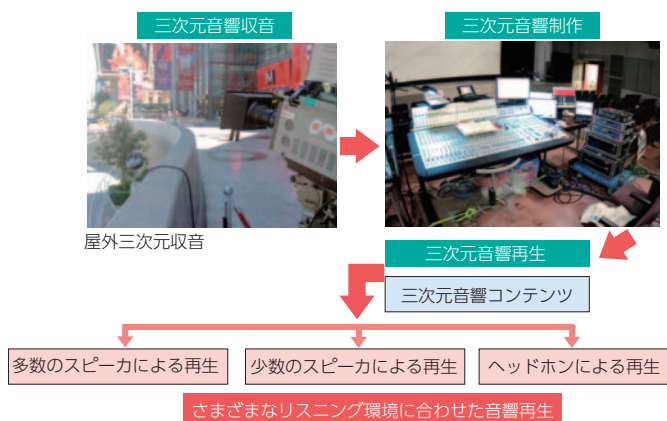 三次元音響収音
三次元音響制作
屋外三次元収音
三次元音響再生
三次元音響コンテンツ
多数のスピーカによる再生
少数のスピーカによる再生
ヘッドホンによる再生
さまざまなリスニング環境に合わせた音響再生